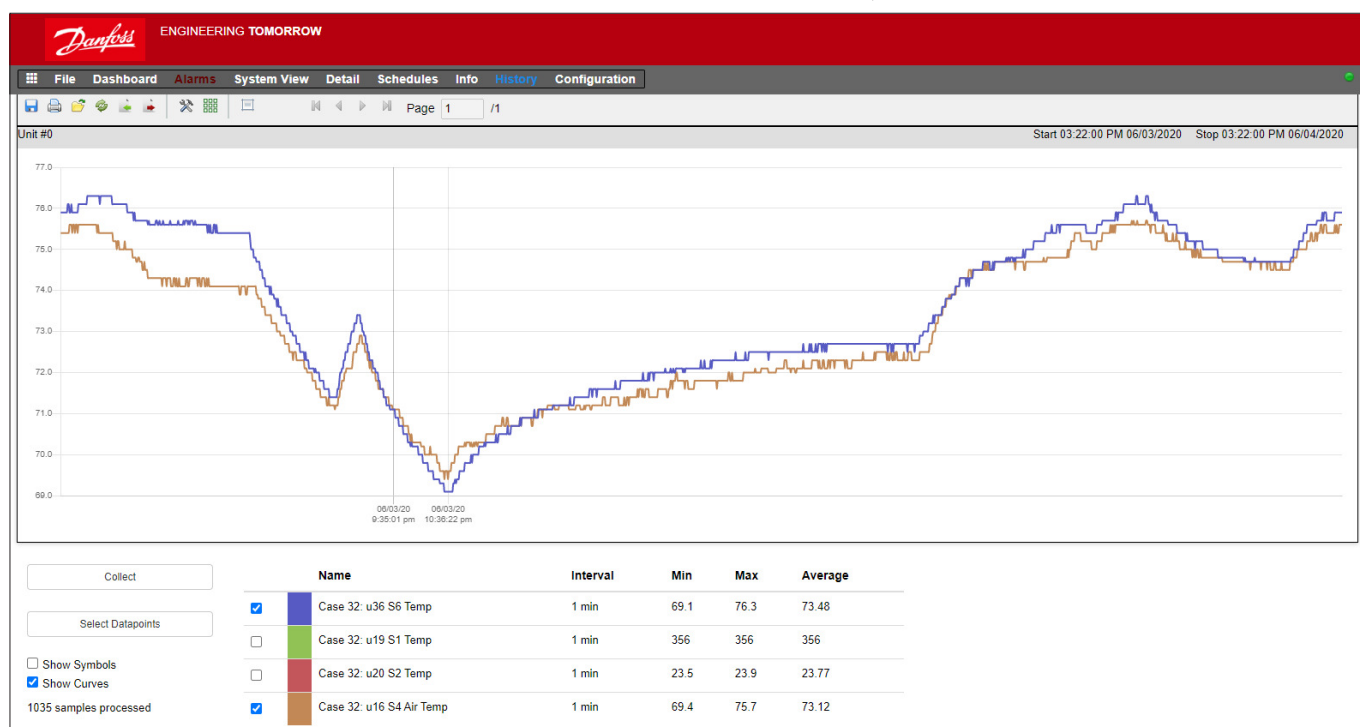 Danfoss ENGINEERING TOMORROW
File Dashboard Alarms System View Detail Schedules Info History Configuration
Page 1 /1
Unit #0 Start 03:22:00 PM 06/03/2020 Stop 03:22:00 PM 06/04/2020
77.0
76.0
75.0
74.0
73.0
72.0
71.0
70.0
69.0
06/03/20 06/03/20
9:35:01 pm 10:36:22 pm
Collect
Select Datapoints
Show Symbols
Show Curves
1035 samples processed
Name Interval Min Max Average
Case 32: u36 S6 Temp 1 min 69.1 76.3 73.48
Case 32: u19 S1 Temp 1 min 356 356 356
Case 32: u20 S2 Temp 1 min 23.5 23.9 23.77
Case 32: u16 S4 Air Temp 1 min 69.4 75.7 73.12